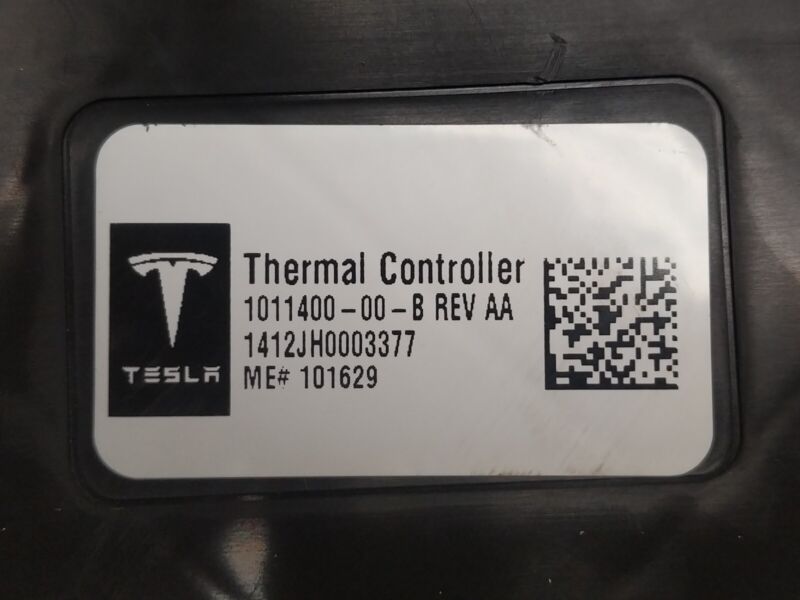 TESLA
Thermal Controller
1011400-00-B REV AA
1412JH0003377
ME# 101629